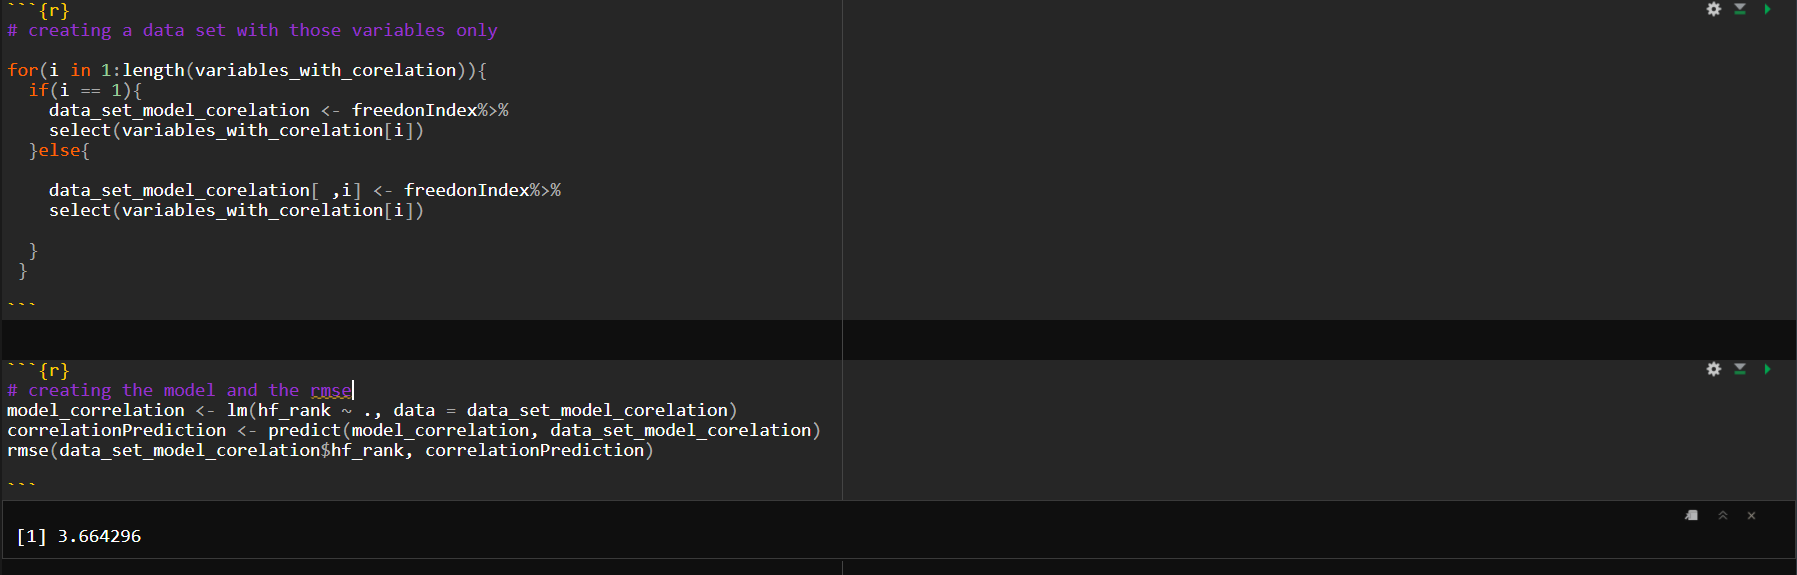 ```{r}
# creating a data set with those variables only
for(i in 1:length(variables_with_corelation)){
if(i == 1){
data_set_model_corelation <- freedonIndex%>%
select(variables_with_corelation[i])
}else{
data_set_model_corelation[ ,i] <- freedonIndex%>%
select(variables_with_corelation[i])
}
}
```
```{r}
# creating the model and the rmse
model_correlation <- lm(hf_rank ~ ., data = data_set_model_corelation)
correlationPrediction <- predict(model_correlation, data_set_model_corelation)
rmse(data_set_model_corelation$hf_rank, correlationPrediction)
```
[1] 3.664296